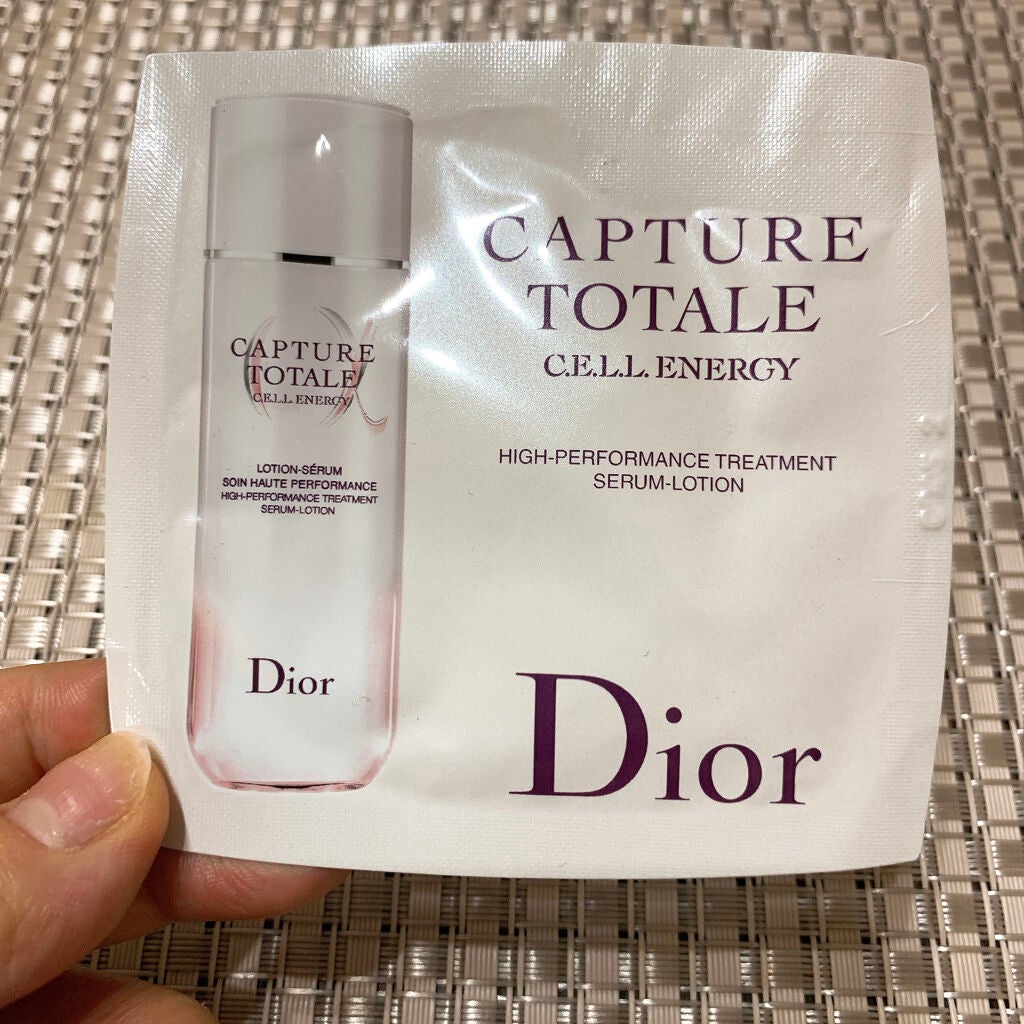 CAPTURE
TOTALE
C.E.L.L. ENERGY
LOTION-SÉRUM
SOIN HAUTE PERFORMANCE
HIGH-PERFORMANCE TREATMENT
SERUM-LOTION
Dior
CAPTURE
TOTALE
C.E.L.L. ENERGY
HIGH-PERFORMANCE TREATMENT
SERUM-LOTION
Dior